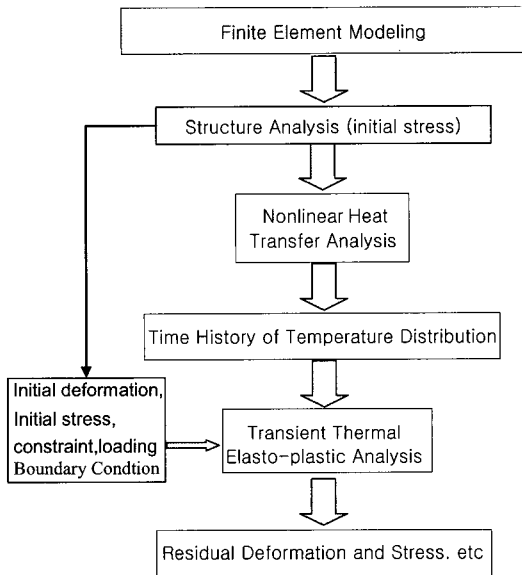 Finite Element Modeling
Structure Analysis (initial stress)
Nonlinear Heat
Transfer Analysis
Time History of Temperature Distribution
Initial deformation,
Initial stress,
constraint,loading
Boundary Condtion
Transient Thermal
Elasto-plastic Analysis
Residual Deformation and Stress. etc